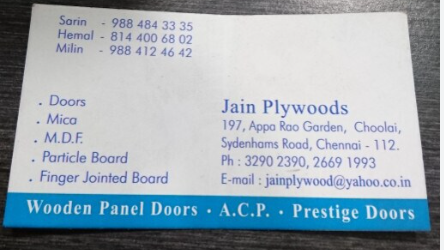 Sarin - 988 484 33 35
Hemal - 814 400 68 02
Milin - 988 412 46 42
. Doors
. Mica
. M.D.F.
. Particle Board
. Finger Jointed Board
Jain Plywoods
197, Appa Rao Garden, Choolai,
Sydenhams Road, Chennai - 112.
Ph : 3290 2390, 2669 1993
E-mail : jainplywood@yahoo.co.in
Wooden Panel Doors · A.C.P. · Prestige Doors